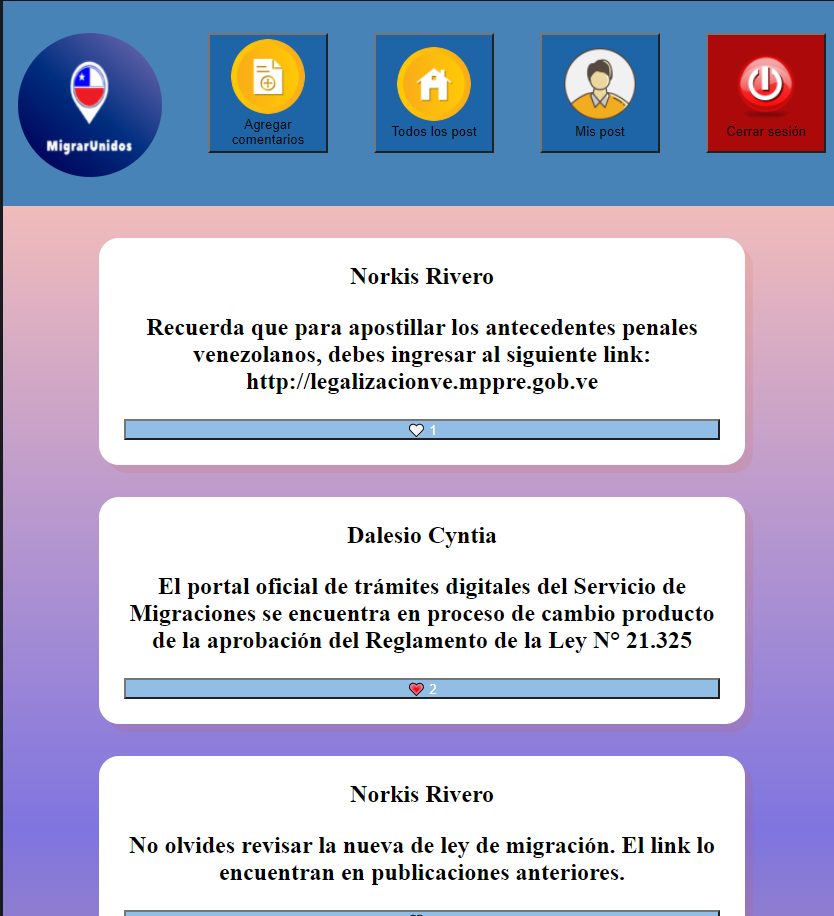 MigrarUnidos
Agregar
comentarios
Todos los post
Mis post
Cerrar sesión
Norkis Rivero
Recuerda que para apostillar los antecedentes penales
venezolanos, debes ingresar al siguiente link:
http://legalizacionve.mppre.gob.ve
1
Dalesio Cyntia
El portal oficial de trámites digitales del Servicio de
Migraciones se encuentra en proceso de cambio producto
de la aprobación del Reglamento de la Ley N° 21.325
2
Norkis Rivero
No olvides revisar la nueva de ley de migración. El link lo
encuentran en publicaciones anteriores.